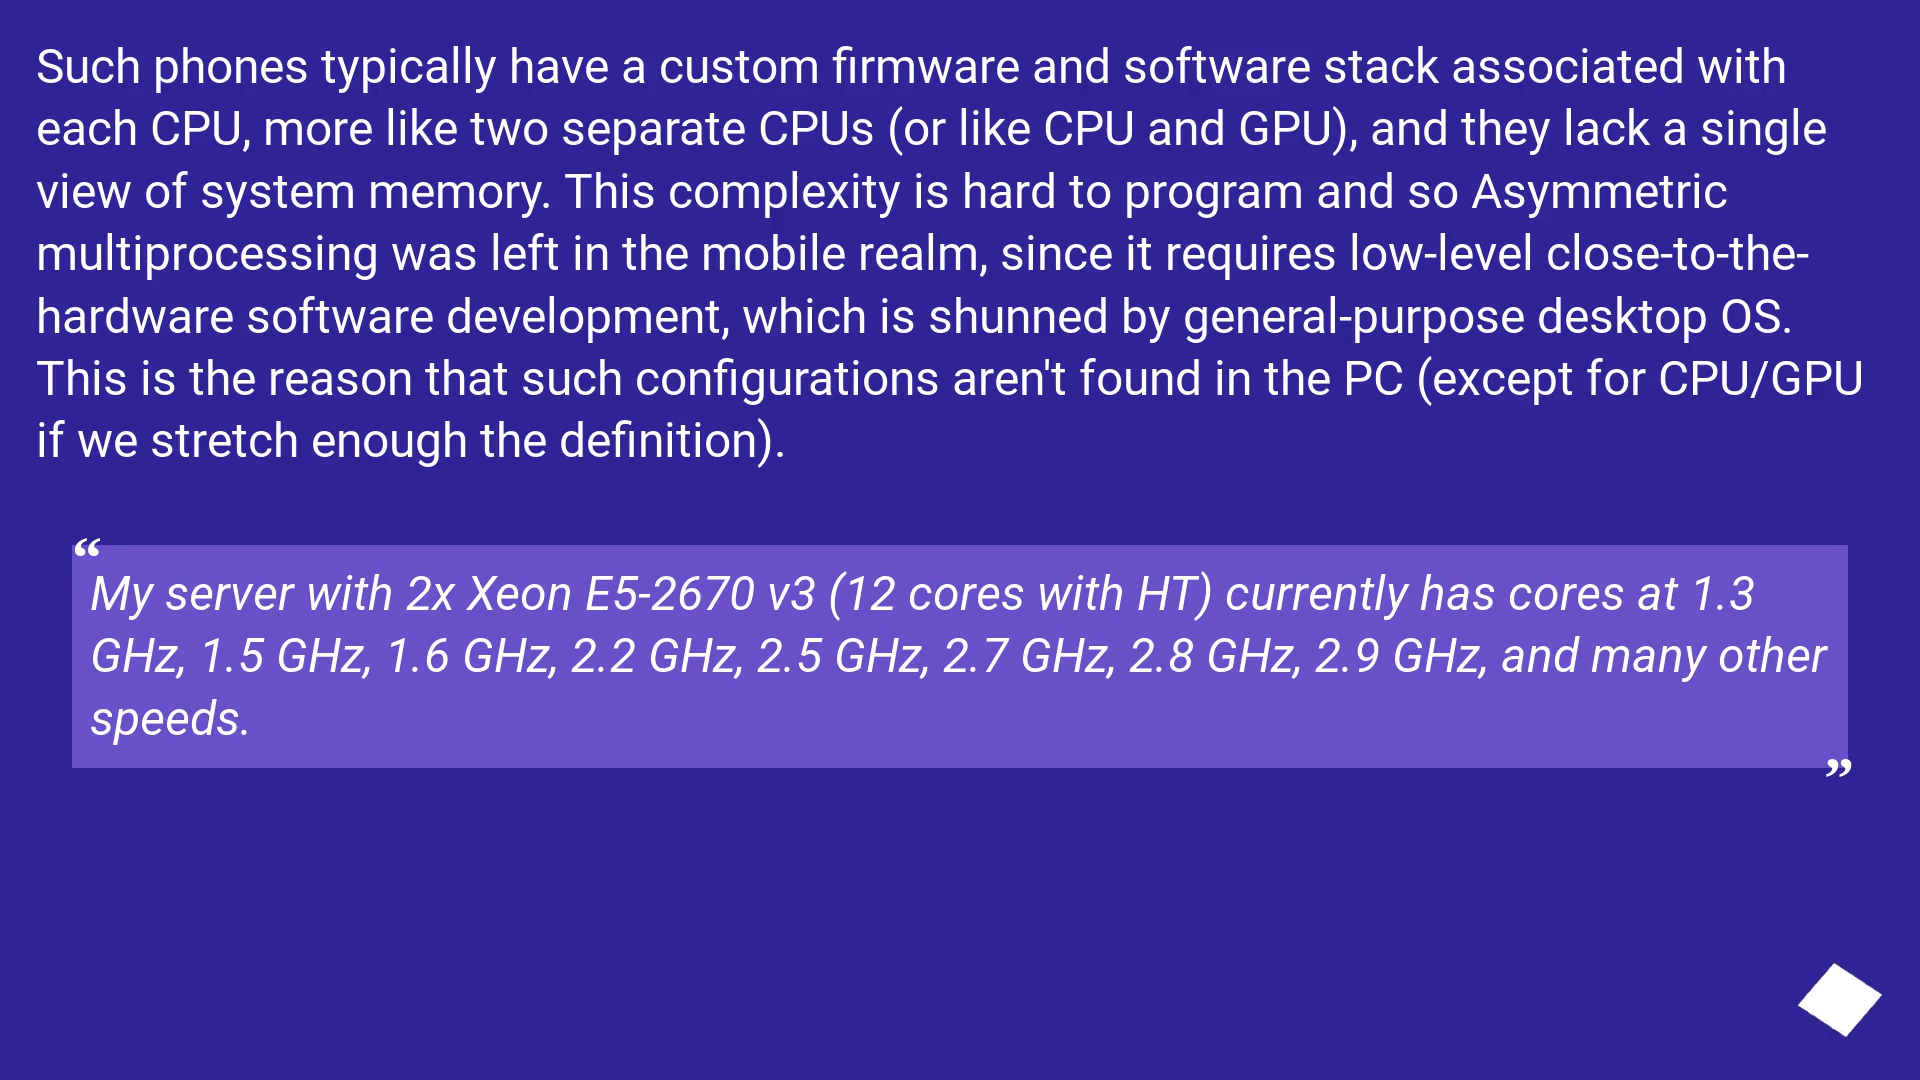 Such phones typically have a custom firmware and software stack associated with
each CPU, more like two separate CPUs (or like CPU and GPU), and they lack a single
view of system memory. This complexity is hard to program and so Asymmetric
multiprocessing was left in the mobile realm, since it requires low-level close-to-the-
hardware software development, which is shunned by general-purpose desktop OS.
This is the reason that such configurations aren't found in the PC (except for CPU/GPU
if we stretch enough the definition).
“
My server with 2x Xeon E5-2670 v3 (12 cores with HT) currently has cores at 1.3
GHz, 1.5 GHz, 1.6 GHz, 2.2 GHz, 2.5 GHz, 2.7 GHz, 2.8 GHz, 2.9 GHz, and many other
speeds.
”